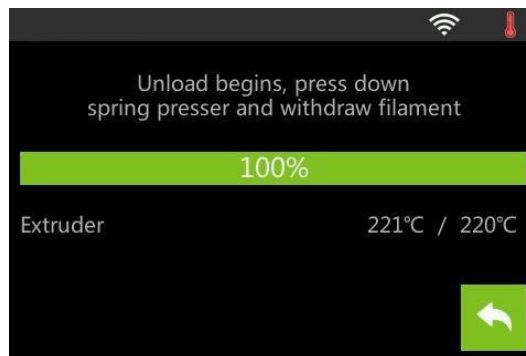 Unload begins, press down
spring presser and withdraw filament
100%
Extruder 221℃ / 220℃